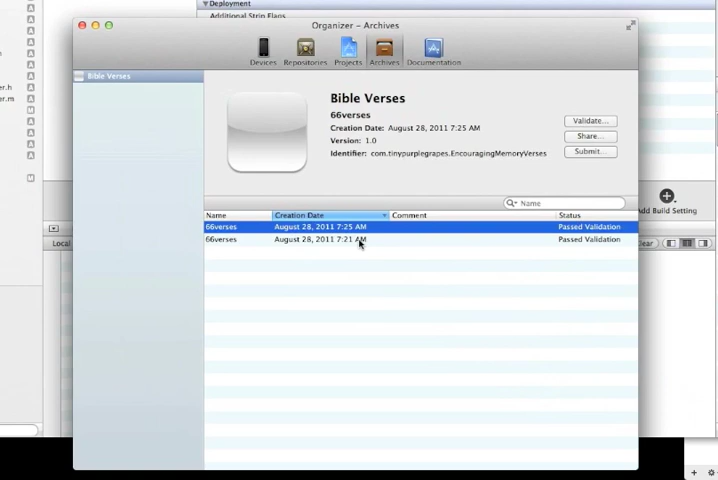 Deployment
Additional Strip Flags
Organizer - Archives
Devices Repositories Projects Archives Documentation
Bible Verses
Bible Verses
66verses
Creation Date: August 28, 2011 7:25 AM
Version: 1.0
Identifier: com.tinypurplegrapes.EncouragingMemoryVerses
Validate...
Share...
Submit...
Name
Name Creation Date Comment Status
66verses August 28, 2011 7:25 AM Passed Validation
66verses August 28, 2011 7:21 AM Passed Validation
er.h
er.m
A
A
A
A
A
A
A
A
A
A
A
M
Add Build Setting
Local
lear